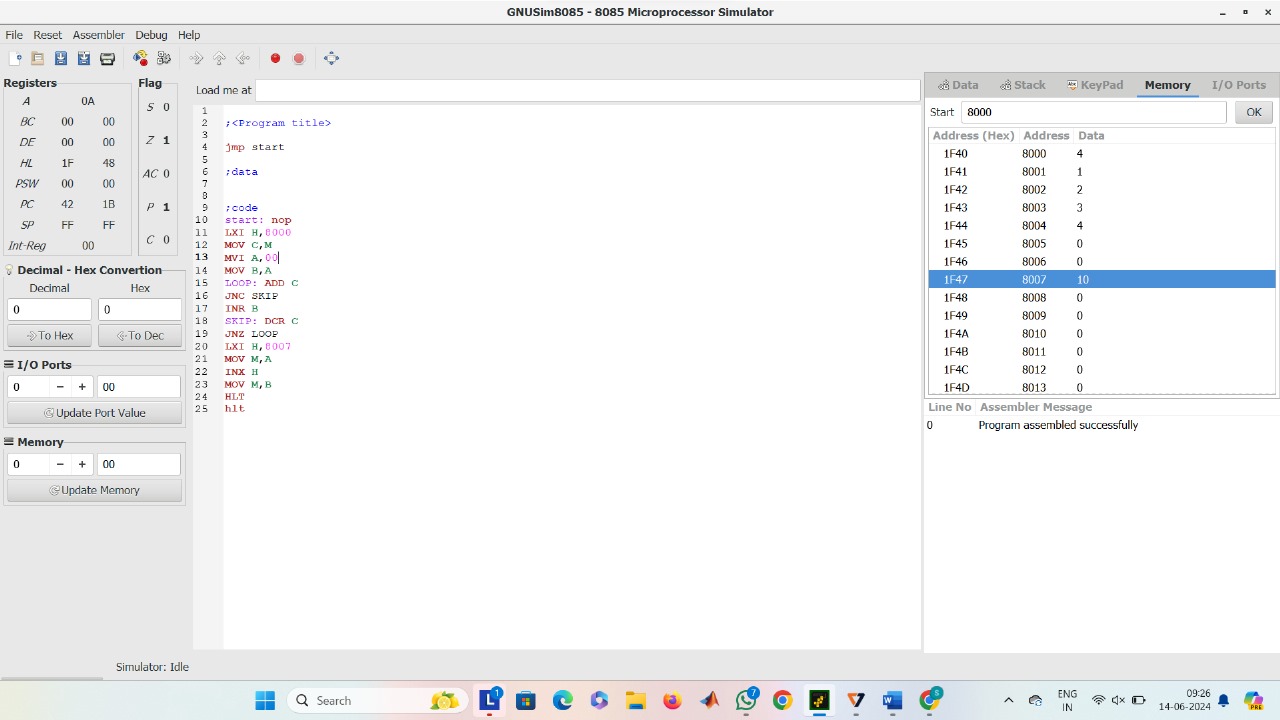 GNUSim8085 - 8085 Microprocessor Simulator
File Reset Assembler Debug Help
Registers
A 0A
BC 00 00
DE 00 00
HL 1F 48
PSW 00 00
PC 42 1B
SP FF FF
Int-Reg 00
Flag
S 0
Z 1
AC 0
P 1
C 0
Decimal - Hex Convertion
Decimal Hex
0 0
To Hex To Dec
I/O Ports
0 − + 00
Update Port Value
Memory
0 − + 00
Update Memory
Load me at
1
2 ;<Program title>
3
4 jmp start
5
6 ;data
7
8
9 ;code
10 start: nop
11 LXI H,8000
12 MOV C,M
13 MVI A,00
14 MOV B,A
15 LOOP: ADD C
16 JNC SKIP
17 INR B
18 SKIP: DCR C
19 JNZ LOOP
20 LXI H,8007
21 MOV M,A
22 INX H
23 MOV M,B
24 HLT
25 hlt
Data Stack KeyPad Memory I/O Ports
Start 8000 OK
Address (Hex) Address Data
1F40 8000 4
1F41 8001 1
1F42 8002 2
1F43 8003 3
1F44 8004 4
1F45 8005 0
1F46 8006 0
1F47 8007 10
1F48 8008 0
1F49 8009 0
1F4A 8010 0
1F4B 8011 0
1F4C 8012 0
1F4D 8013 0
Line No Assembler Message
0 Program assembled successfully
Simulator: Idle
Search
L 1
7
S
ENG
IN
09:26
14-06-2024
PRE